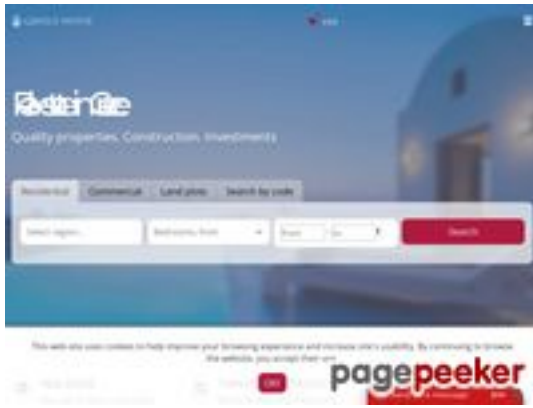 Quality properties. Construction. Investments
Residential Commercial Land plots Search by code
Select region... Bedrooms from from to Search
This web site uses cookies to help improve your browsing experience and increase site's usability. By continuing to browse
the website, you accept their use.
OK!
pagepeeker